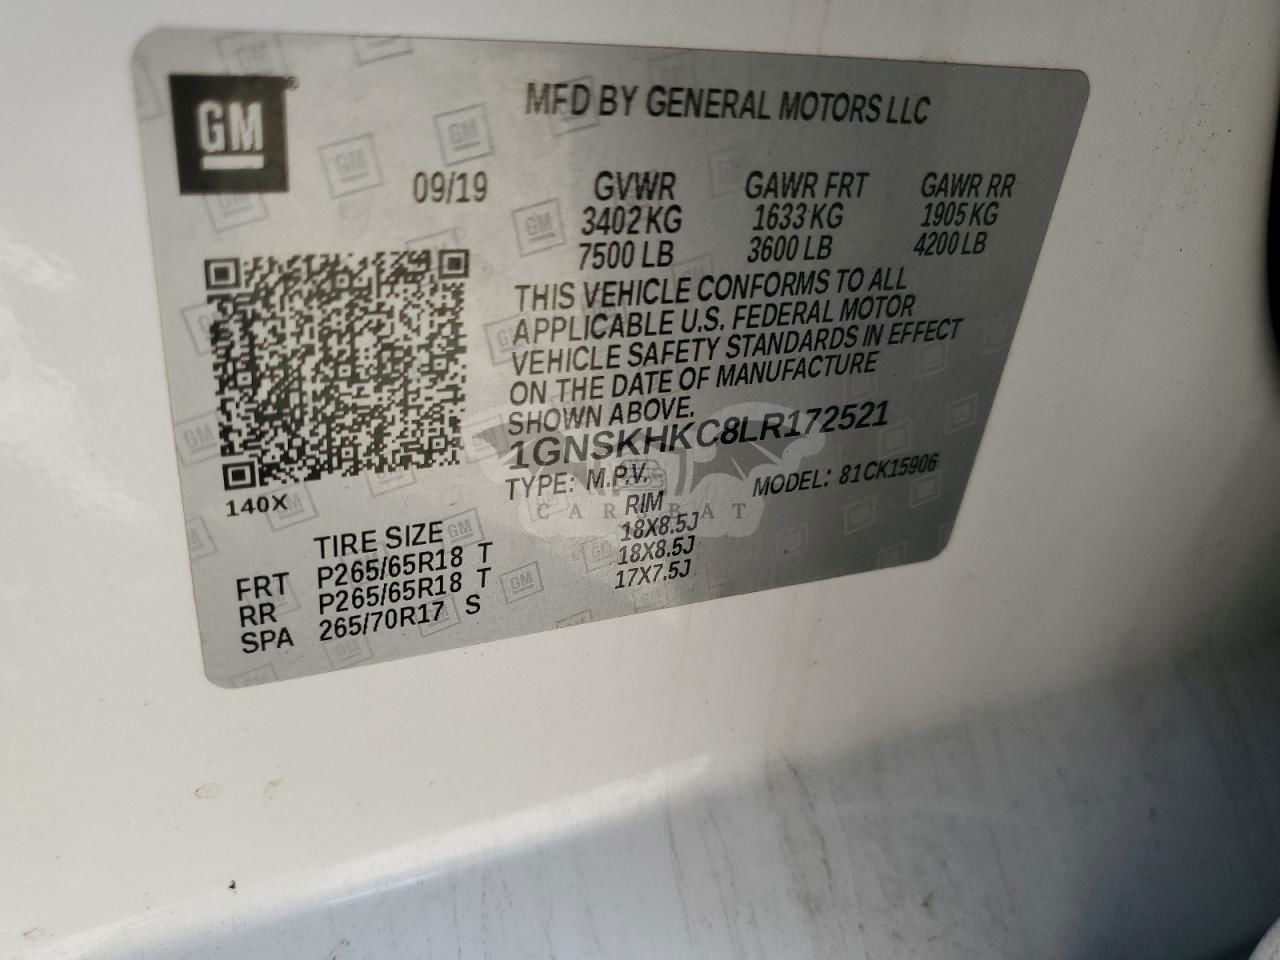 GM
MFD BY GENERAL MOTORS LLC
09/19 GVWR GAWR FRT GAWR RR
3402 KG 1633 KG 1905 KG
7500 LB 3600 LB 4200 LB
THIS VEHICLE CONFORMS TO ALL
APPLICABLE U.S. FEDERAL MOTOR
VEHICLE SAFETY STANDARDS IN EFFECT
ON THE DATE OF MANUFACTURE
SHOWN ABOVE.
1GNSKHKC8LR172521
TYPE: M.P.V. MODEL: 81CK15906
140X
TIRE SIZE RIM
FRT P265/65R18 T 18X8.5J
RR P265/65R18 T 18X8.5J
SPA 265/70R17 S 17X7.5J